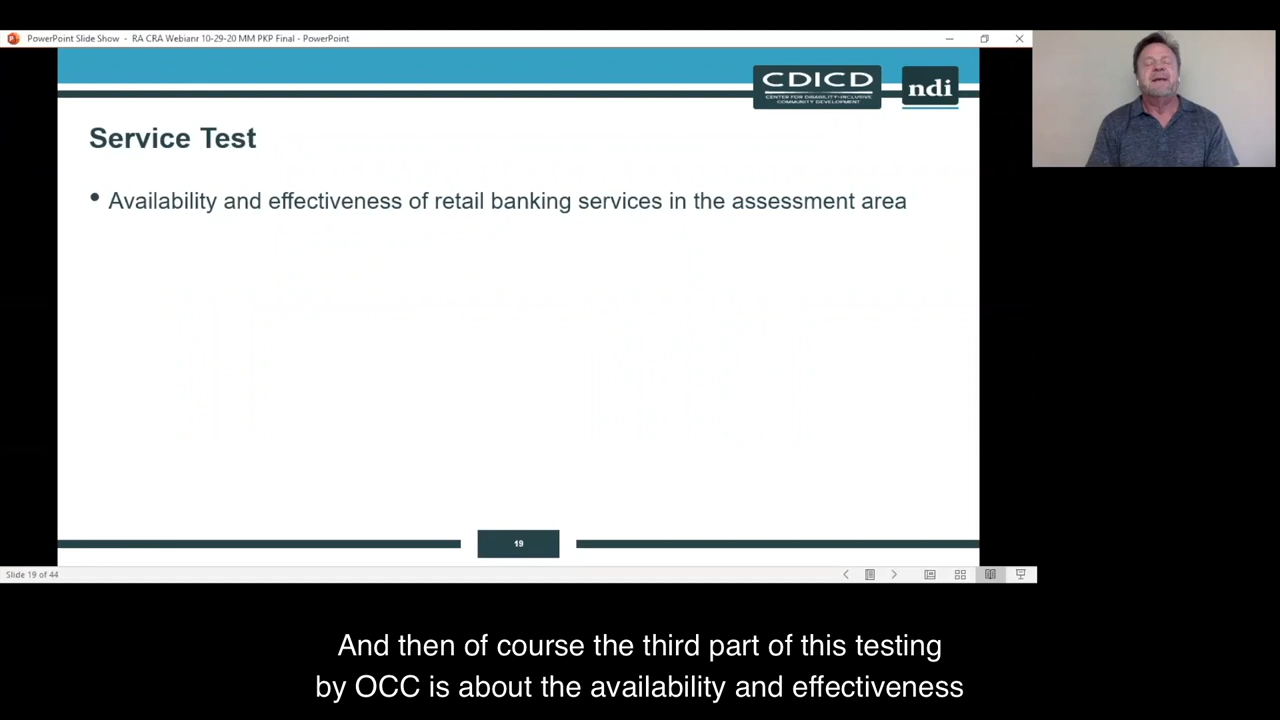 PowerPoint Slide Show - RA CRA Webianr 10-29-20 MM PKP Final - PowerPoint
CDICD
CENTER FOR DISABILITY-INCLUSIVE
COMMUNITY DEVELOPMENT
ndi
Service Test
• Availability and effectiveness of retail banking services in the assessment area
19
Slide 19 of 44
And then of course the third part of this testing
by OCC is about the availability and effectiveness